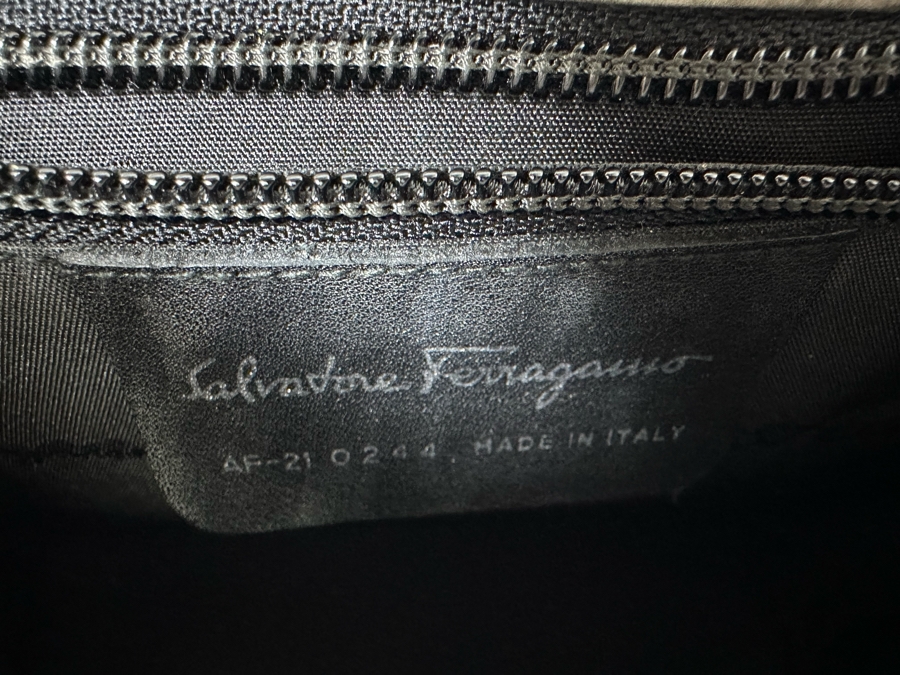 Salvatore Ferragamo
AF-21 0244. MADE IN ITALY